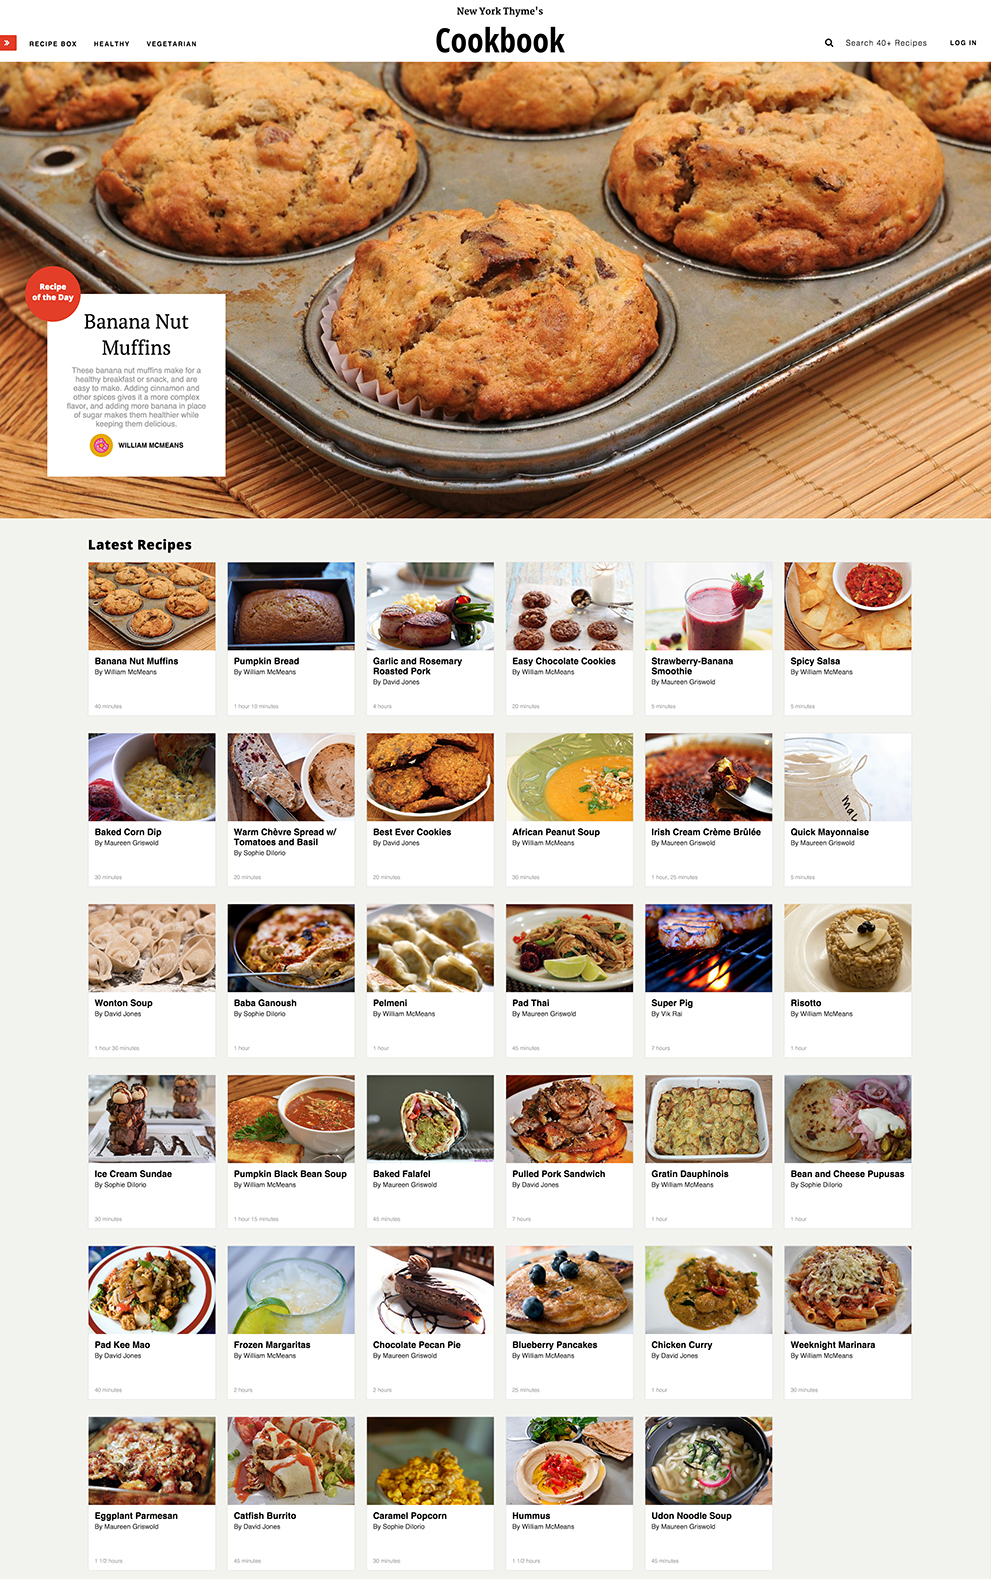 New York Thyme's
Cookbook
RECIPE BOX HEALTHY VEGETARIAN
Search 40+ Recipes LOG IN
Recipe
of the Day
Banana Nut
Muffins
These banana nut muffins make for a
healthy breakfast or snack, and are
easy to make. Adding cinnamon and
other spices gives it a more complex
flavor, and adding more banana in place
of sugar makes them healthier while
keeping them delicious.
WILLIAM MCMEANS
Latest Recipes
Banana Nut Muffins
By William McMeans
40 minutes
Pumpkin Bread
By William McMeans
1 hour 10 minutes
Garlic and Rosemary
Roasted Pork
By David Jones
4 hours
Easy Chocolate Cookies
By William McMeans
20 minutes
Strawberry-Banana
Smoothie
By Maureen Griswold
5 minutes
Spicy Salsa
By William McMeans
5 minutes
Baked Corn Dip
By Maureen Griswold
30 minutes
Warm Chèvre Spread w/
Tomatoes and Basil
By Sophie DiIorio
20 minutes
Best Ever Cookies
By David Jones
20 minutes
African Peanut Soup
By William McMeans
30 minutes
Irish Cream Crème Brûlée
By Maureen Griswold
1 hour, 25 minutes
Quick Mayonnaise
By Maureen Griswold
5 minutes
Wonton Soup
By David Jones
1 hour 30 minutes
Baba Ganoush
By Sophie DiIorio
1 hour
Pelmeni
By William McMeans
1 hour
Pad Thai
By Maureen Griswold
45 minutes
Super Pig
By Vik Rai
7 hours
Risotto
By William McMeans
1 hour
Ice Cream Sundae
By Sophie DiIorio
30 minutes
Pumpkin Black Bean Soup
By William McMeans
1 hour 15 minutes
Baked Falafel
By Maureen Griswold
45 minutes
Pulled Pork Sandwich
By David Jones
7 hours
Gratin Dauphinois
By William McMeans
1 hour
Bean and Cheese Pupusas
By Sophie DiIorio
1 hour
Pad Kee Mao
By David Jones
40 minutes
Frozen Margaritas
By William McMeans
2 hours
Chocolate Pecan Pie
By Maureen Griswold
2 hours
Blueberry Pancakes
By William McMeans
25 minutes
Chicken Curry
By David Jones
1 hour
Weeknight Marinara
By William McMeans
30 minutes
Eggplant Parmesan
By Maureen Griswold
1 1/2 hours
Catfish Burrito
By David Jones
45 minutes
Caramel Popcorn
By Sophie DiIorio
30 minutes
Hummus
By William McMeans
1 1/2 hours
Udon Noodle Soup
By Maureen Griswold
45 minutes